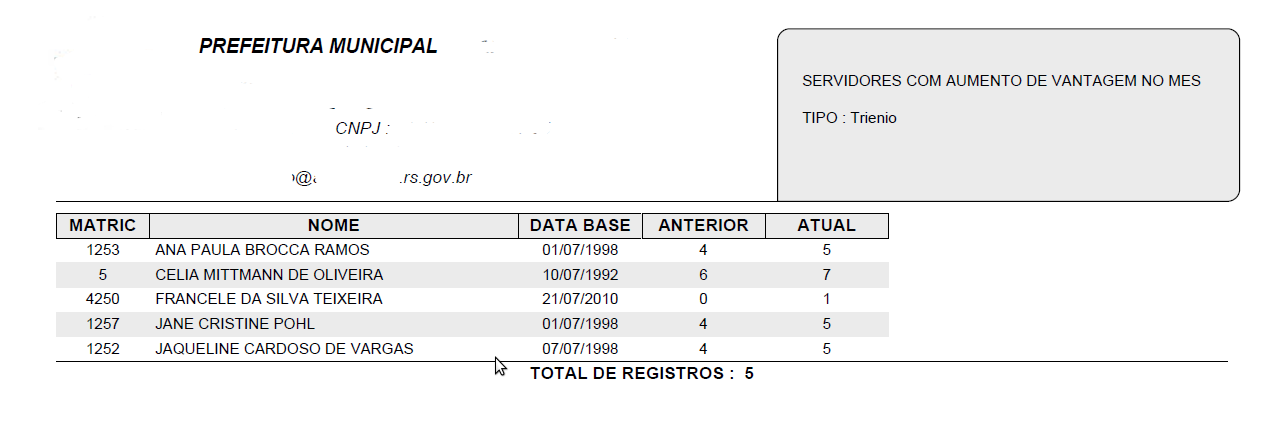 PREFEITURA MUNICIPAL
SERVIDORES COM AUMENTO DE VANTAGEM NO MES
TIPO : Trienio
CNPJ :
.rs.gov.br
MATRIC NOME DATA BASE ANTERIOR ATUAL
1253 ANA PAULA BROCCA RAMOS 01/07/1998 4 5
5 CELIA MITTMANN DE OLIVEIRA 10/07/1992 6 7
4250 FRANCELE DA SILVA TEIXEIRA 21/07/2010 0 1
1257 JANE CRISTINE POHL 01/07/1998 4 5
1252 JAQUELINE CARDOSO DE VARGAS 07/07/1998 4 5
TOTAL DE REGISTROS : 5